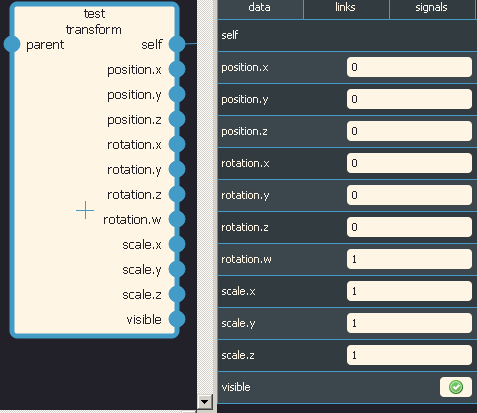 test
transform
parent self
position.x
position.y
position.z
rotation.x
rotation.y
rotation.z
rotation.w
scale.x
scale.y
scale.z
visible
data links signals
self
position.x 0
position.y 0
position.z 0
rotation.x 0
rotation.y 0
rotation.z 0
rotation.w 1
scale.x 1
scale.y 1
scale.z 1
visible